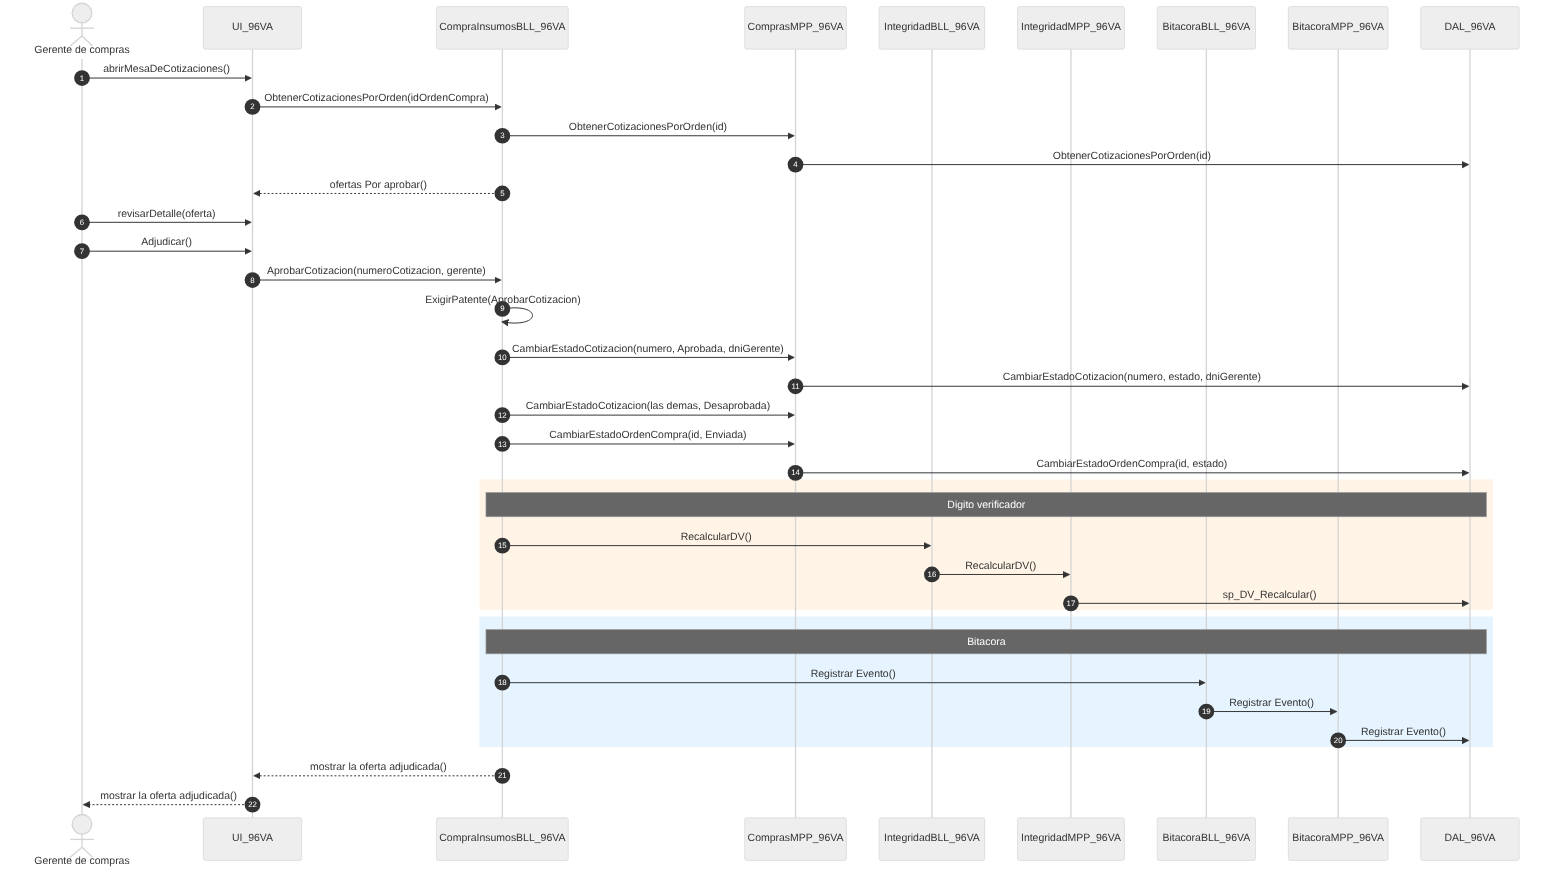 Gerente de compras
UI_96VA
CompraInsumosBLL_96VA
ComprasMPP_96VA
IntegridadBLL_96VA
IntegridadMPP_96VA
BitacoraBLL_96VA
BitacoraMPP_96VA
DAL_96VA
1 abrirMesaDeCotizaciones()
2 ObtenerCotizacionesPorOrden(idOrdenCompra)
3 ObtenerCotizacionesPorOrden(id)
4 ObtenerCotizacionesPorOrden(id)
ofertas Por aprobar() 5
6 revisarDetalle(oferta)
7 Adjudicar()
8 AprobarCotizacion(numeroCotizacion, gerente)
ExigirPatente(AprobarCotizacion)
9
10 CambiarEstadoCotizacion(numero, Aprobada, dniGerente)
11 CambiarEstadoCotizacion(numero, estado, dniGerente)
12 CambiarEstadoCotizacion(las demas, Desaprobada)
13 CambiarEstadoOrdenCompra(id, Enviada)
14 CambiarEstadoOrdenCompra(id, estado)
Digito verificador
15 RecalcularDV()
16 RecalcularDV()
17 sp_DV_Recalcular()
Bitacora
18 Registrar Evento()
19 Registrar Evento()
20 Registrar Evento()
mostrar la oferta adjudicada() 21
mostrar la oferta adjudicada() 22
Gerente de compras
UI_96VA
CompraInsumosBLL_96VA
ComprasMPP_96VA
IntegridadBLL_96VA
IntegridadMPP_96VA
BitacoraBLL_96VA
BitacoraMPP_96VA
DAL_96VA